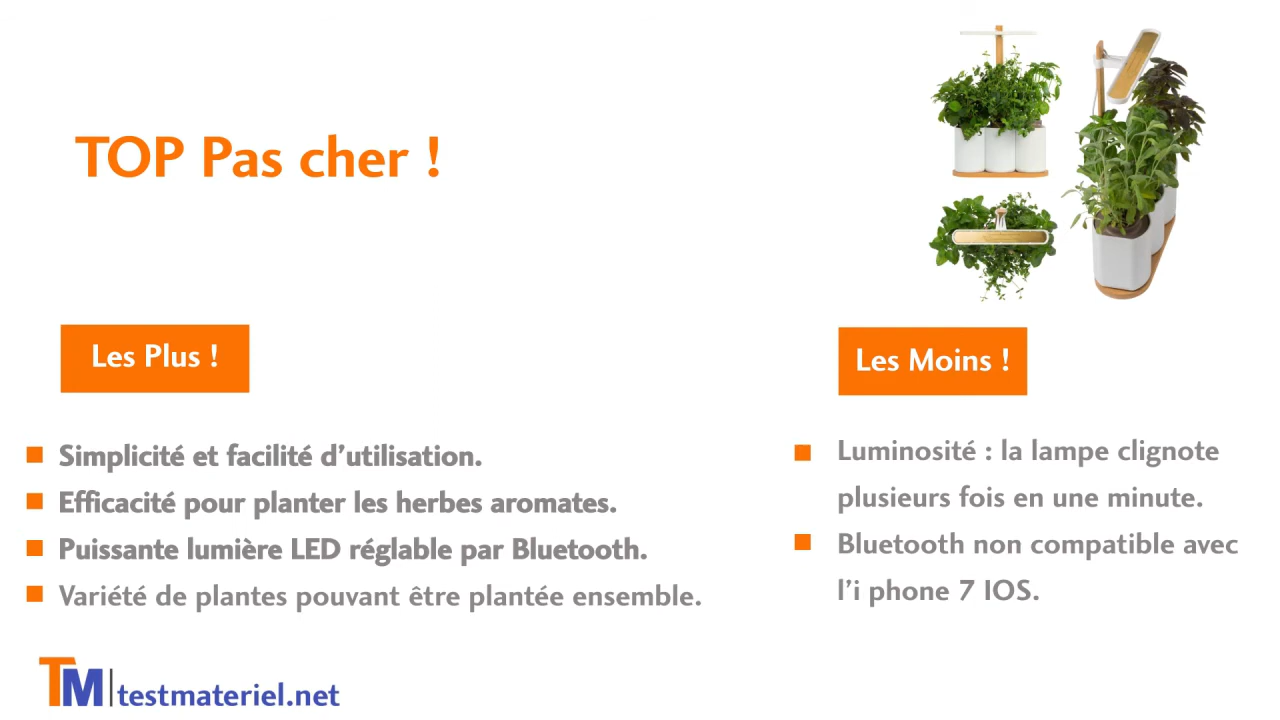 TOP Pas cher !
Les Plus !
Simplicité et facilité d'utilisation.
Efficacité pour planter les herbes aromates.
Puissante lumière LED réglable par Bluetooth.
Variété de plantes pouvant être plantée ensemble.
Les Moins !
Luminosité : la lampe clignote
plusieurs fois en une minute.
Bluetooth non compatible avec
l'i phone 7 IOS.
TM | testmateriel.net